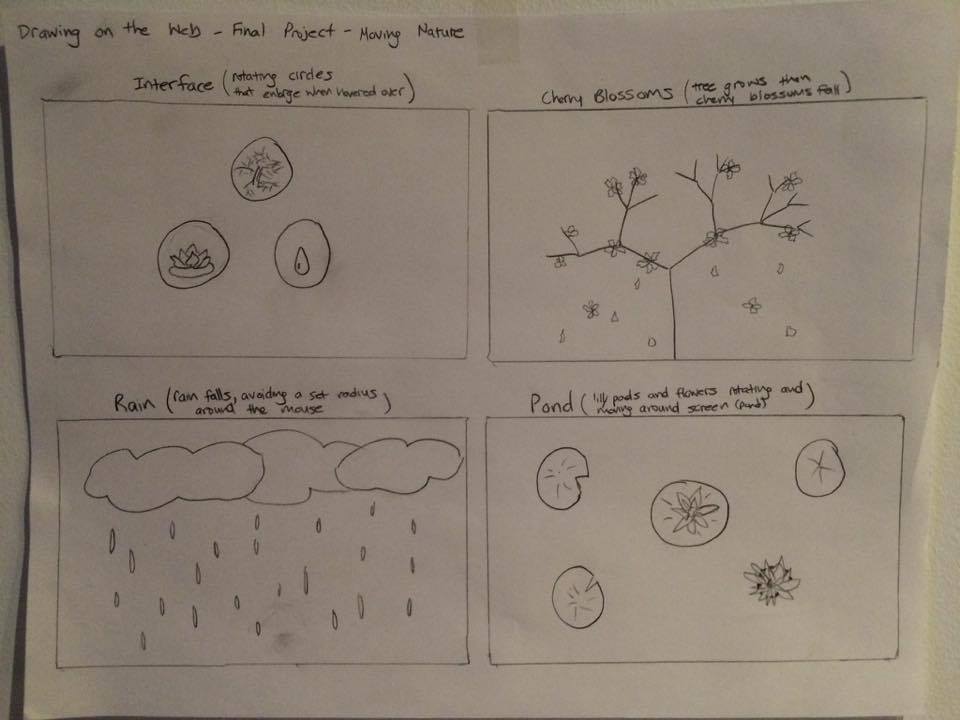 Drawing on the Web - Final Project - Moving Nature
Interface (rotating circles
that enlarge when hovered over)
Cherry Blossoms (tree grows then
cherry blossoms fall)
Rain (rain falls, avoiding a set radius
around the mouse)
Pond (lily pads and flowers rotating and
moving around screen (pond))